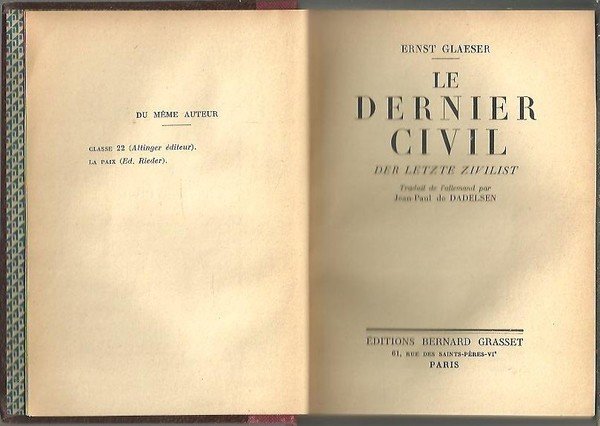 DU MÊME AUTEUR
CLASSE 22 (Altinger éditeur).
LA PAIX (Ed. Rieder).
ERNST GLAESER
LE
DERNIER
CIVIL
DER LETZTE ZIVILIST
Traduit de l'allemand par
Jean-Paul de DADELSEN
ÉDITIONS BERNARD GRASSET
61, RUE DES SAINTS-PÈRES-VIᵉ
PARIS